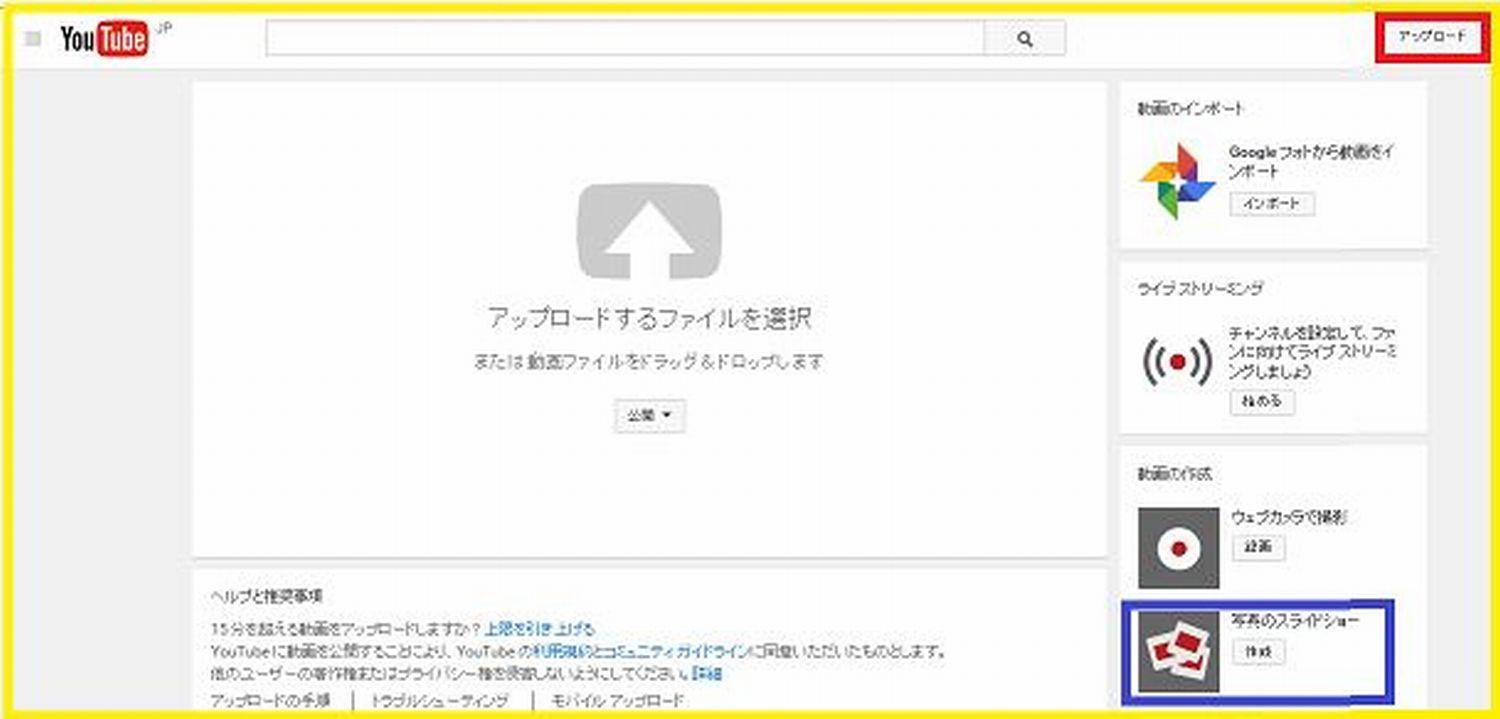 YouTube JP
アップロード
アップロードするファイルを選択
または動画ファイルをドラッグ＆ドロップします
公開
動画のインポート
Google フォトから動画をイ
ンポート
インポート
ライブ ストリーミング
チャンネルを設定して、ファ
ンに向けてライブ ストリーミ
ングしましょう
始める
動画の作成
ウェブカメラで撮影
録画
写真のスライドショー
作成
ヘルプと推奨事項
15 分を超える動画をアップロードしますか？上限を引き上げる
YouTube に動画を公開することにより、YouTube の利用規約とコミュニティ ガイドラインに同意いただいたものとします。
他のユーザーの著作権またはプライバシー権を侵害しないようにしてください。詳細
アップロードの手順 | トラブルシューティング | モバイル アップロード